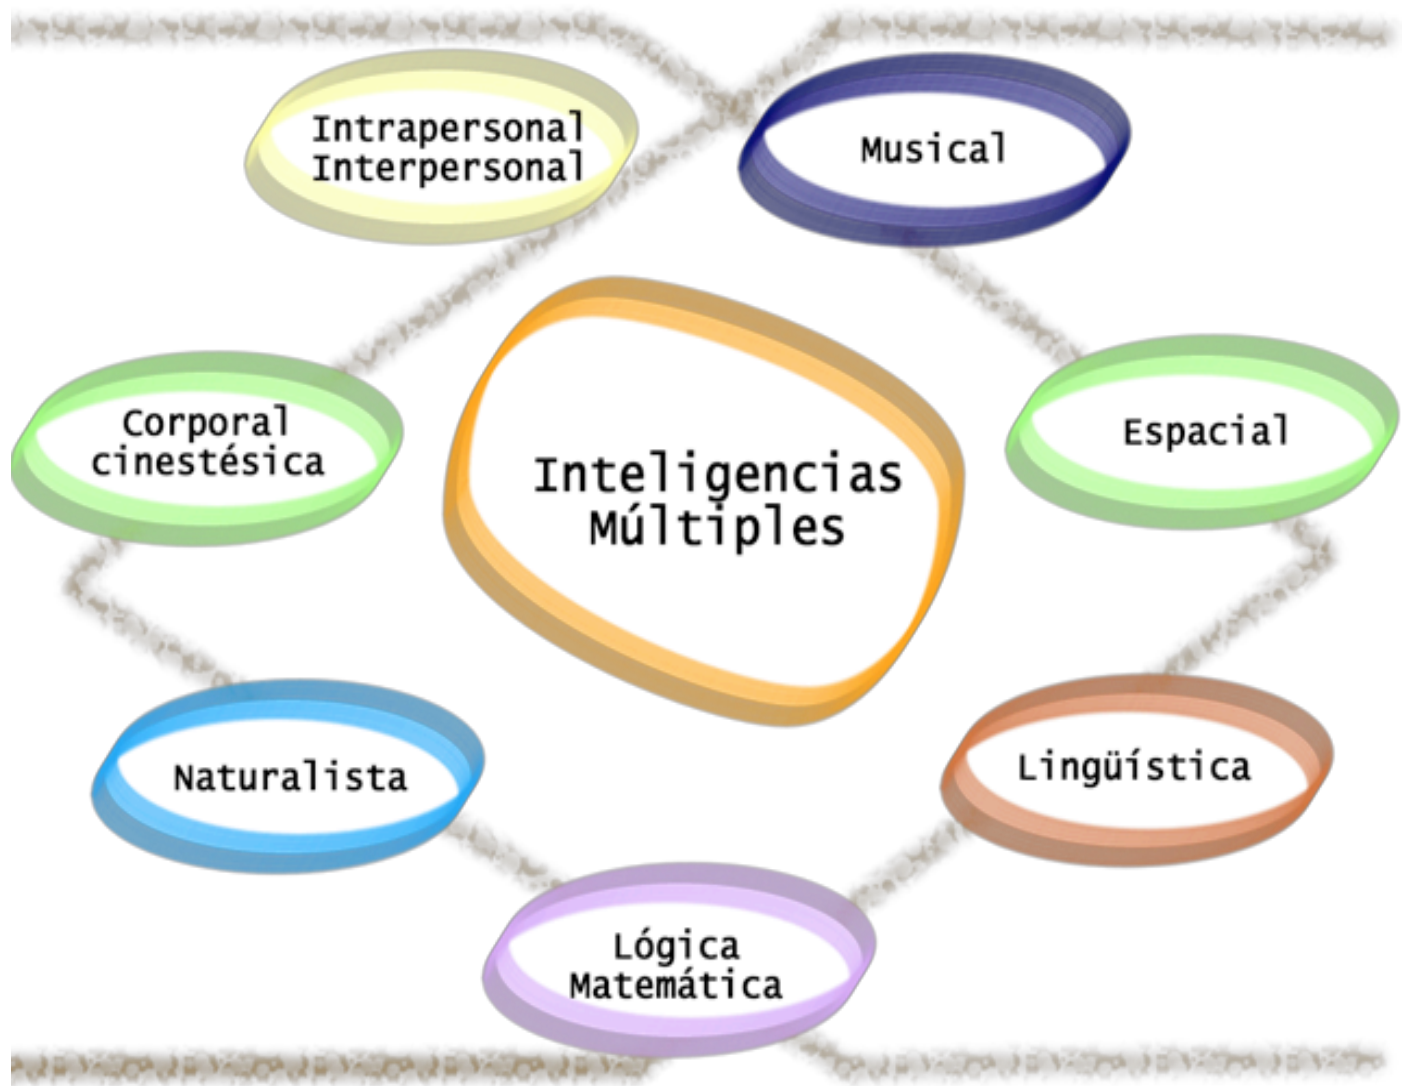 Intrapersonal
Interpersonal
Musical
Corporal
cinestésica
Espacial
Inteligencias
Múltiples
Naturalista
Lingüística
Lógica
Matemática